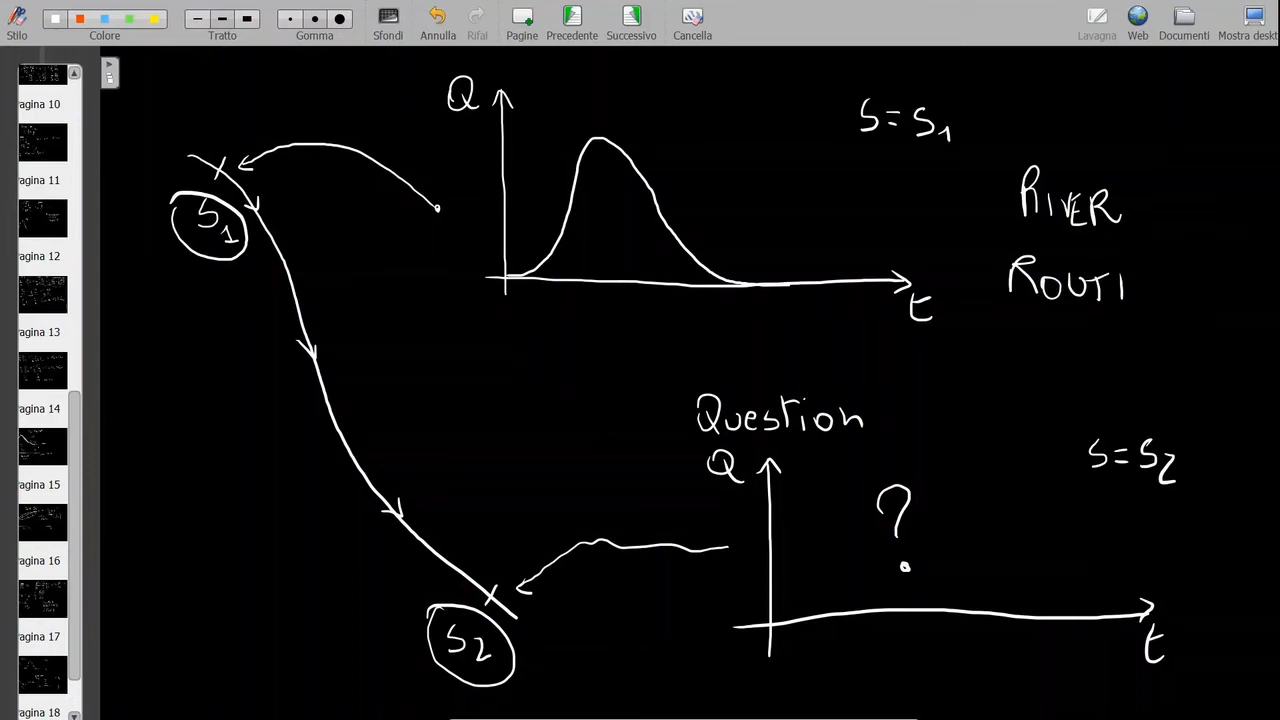 Stilo Colore Tratto Gomma Sfondi Annulla Rifai Pagine Precedente Successivo Cancella Lavagna Web Documenti Mostra deskt
agina 10
agina 11
agina 12
agina 13
agina 14
agina 15
agina 16
agina 17
agina 18
Q
S = S1
RIVER
S1
ROUTI
t
Question
Q
S = S2
?
S2
t